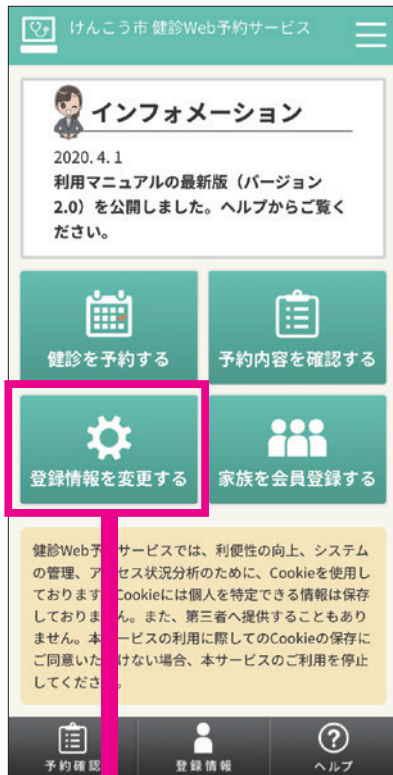 けんこう市 健診Web予約サービス
インフォメーション
2020. 4. 1
利用マニュアルの最新版（バージョン
2.0）を公開しました。ヘルプからご覧く
ださい。
健診を予約する
予約内容を確認する
登録情報を変更する
家族を会員登録する
健診Web予 サービスでは、利便性の向上、システム
の管理、ア セス状況分析のために、Cookieを使用し
ております Cookieには個人を特定できる情報は保存
しておりま ん。また、第三者へ提供することもあり
ません。本 ービスの利用に際してのCookieの保存に
ご同意いた けない場合、本サービスのご利用を停止
してくださ 。
予約確認
登録情報
ヘルプ